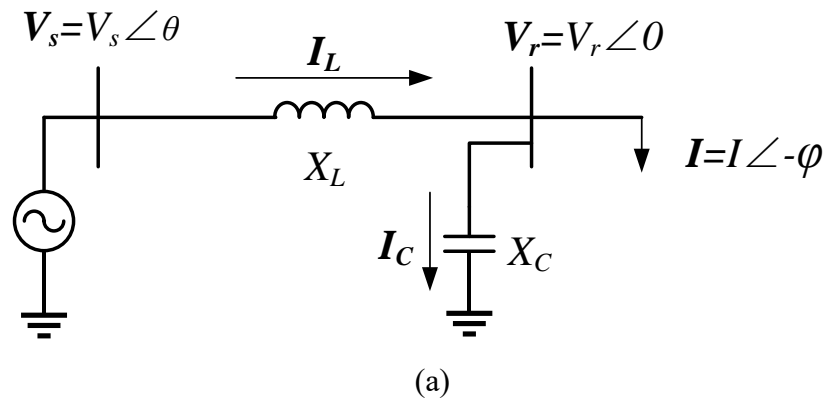 Vs=Vs∠θ
IL
Vr=Vr∠0
XL
I=I∠-φ
IC
XC
(a)